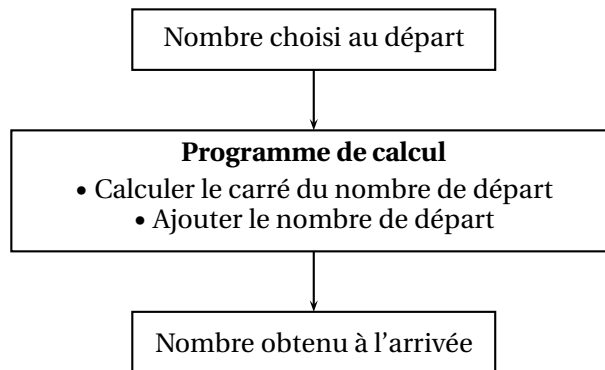 Nombre choisi au départ
Programme de calcul
• Calculer le carré du nombre de départ
• Ajouter le nombre de départ
Nombre obtenu à l’arrivée